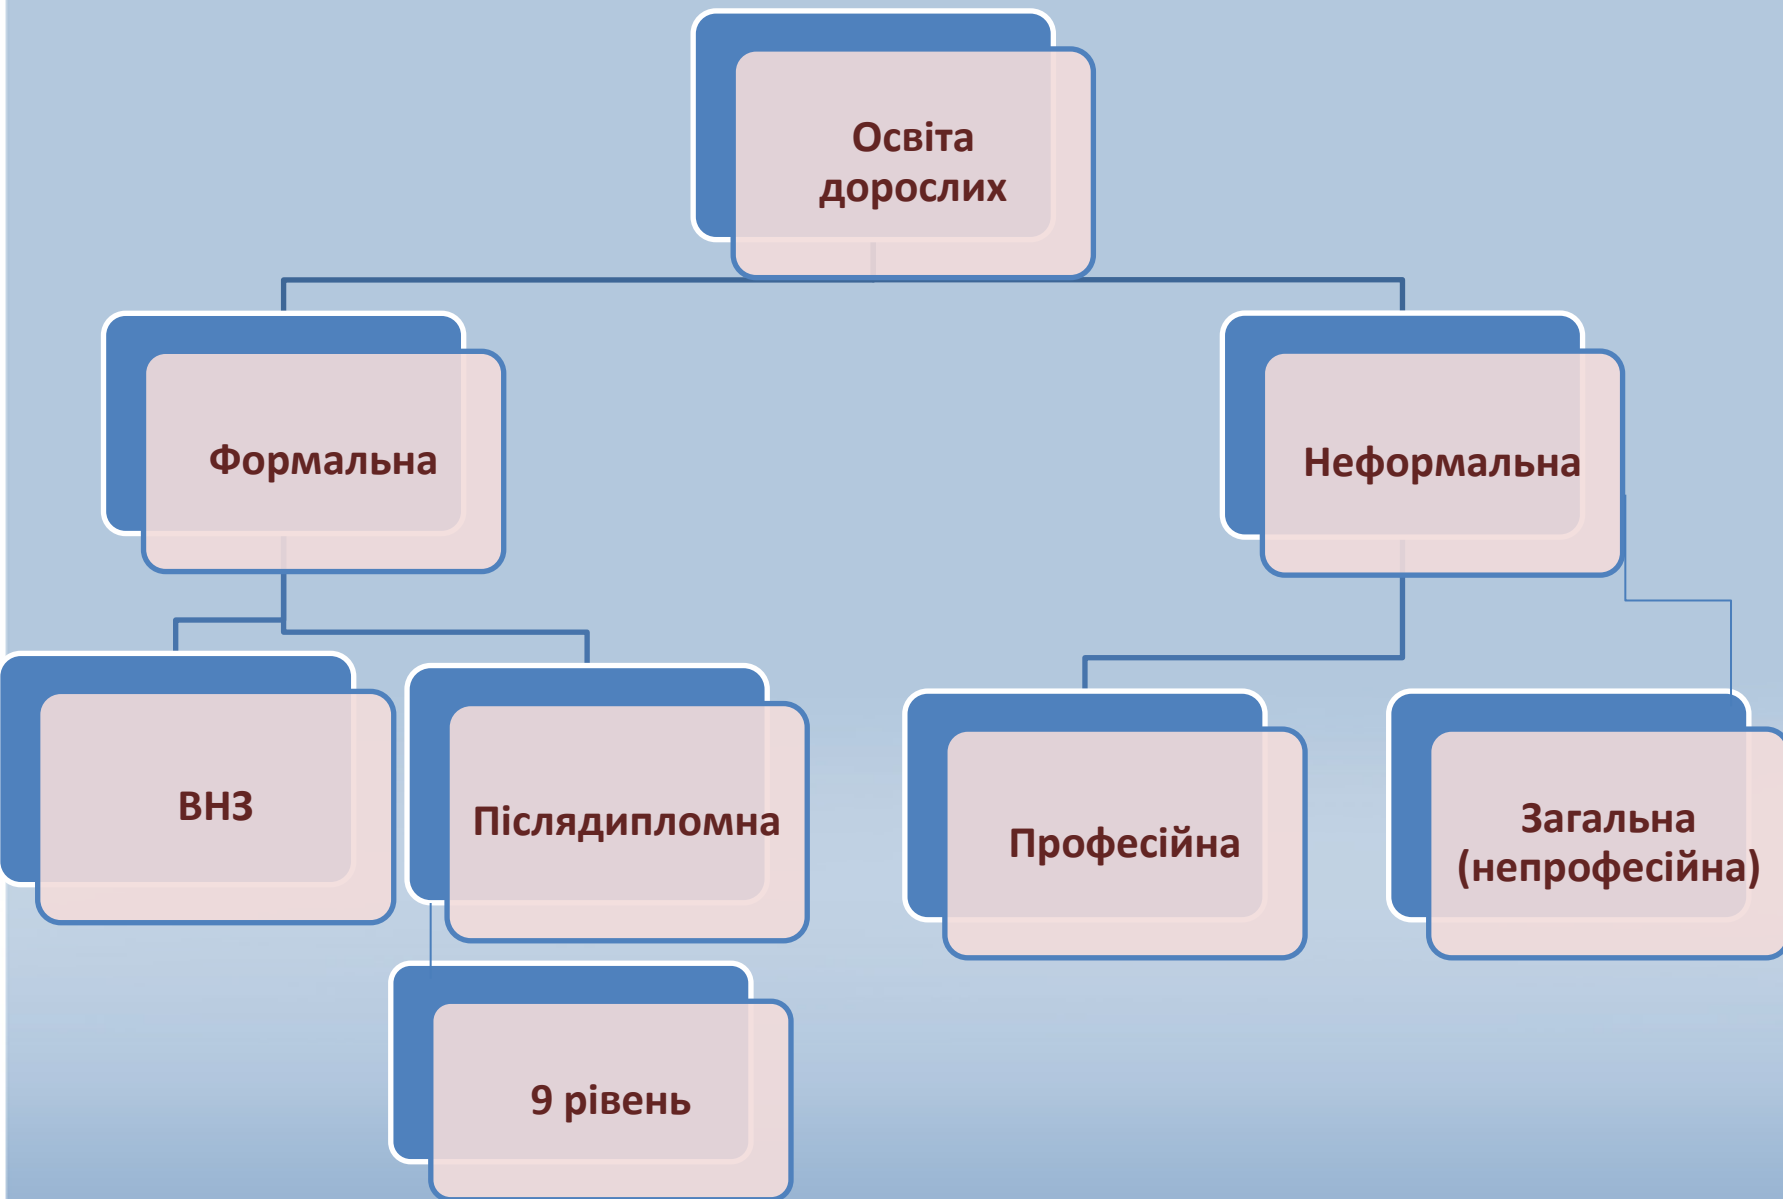 Освіта
дорослих
Формальна
Неформальна
ВНЗ
Післядипломна
Професійна
Загальна
(непрофесійна)
9 рівень